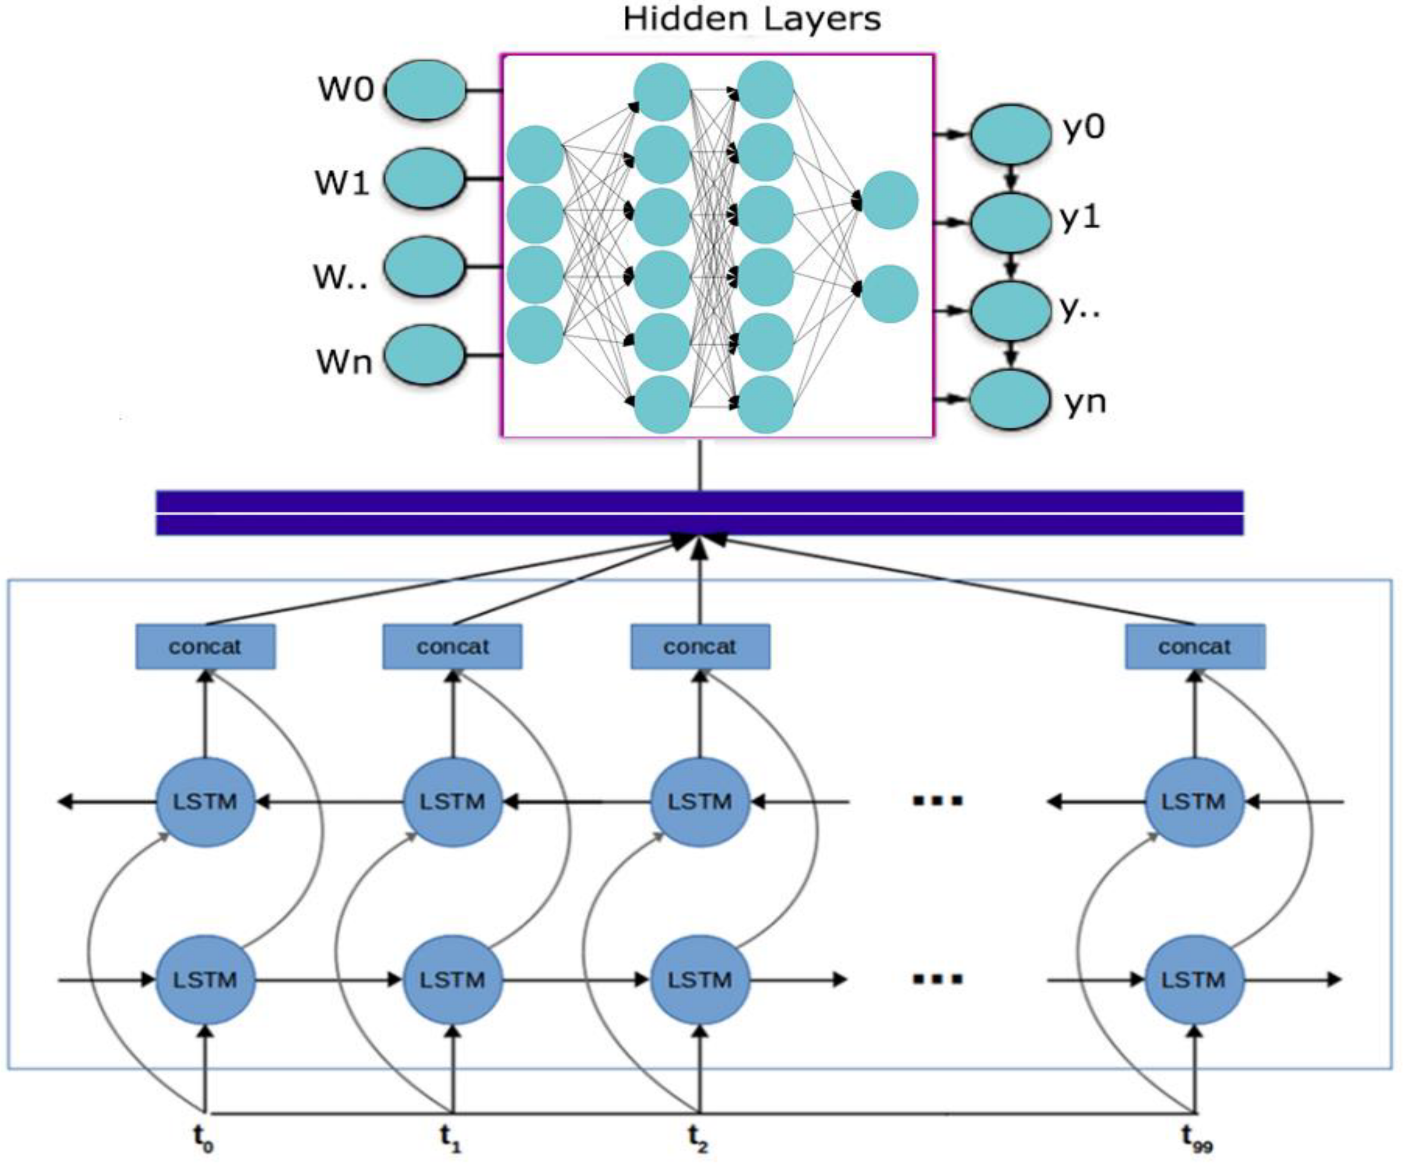 Hidden Layers
W0
W1
W..
Wn
y0
y1
y..
yn
concat concat concat concat
LSTM LSTM LSTM ... LSTM
LSTM LSTM LSTM ... LSTM
t0 t1 t2 t99